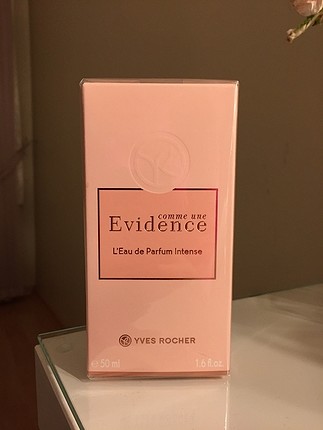 comme une
Evidence
L'Eau de Parfum Intense
YVES ROCHER
℮50 ml 1.6 fl.oz.